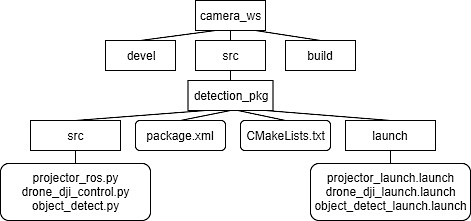 camera_ws
devel
src
build
detection_pkg
src
package.xml
CMakeLists.txt
launch
projector_ros.py
drone_dji_control.py
object_detect.py
projector_launch.launch
drone_dji_launch.launch
object_detect_launch.launch